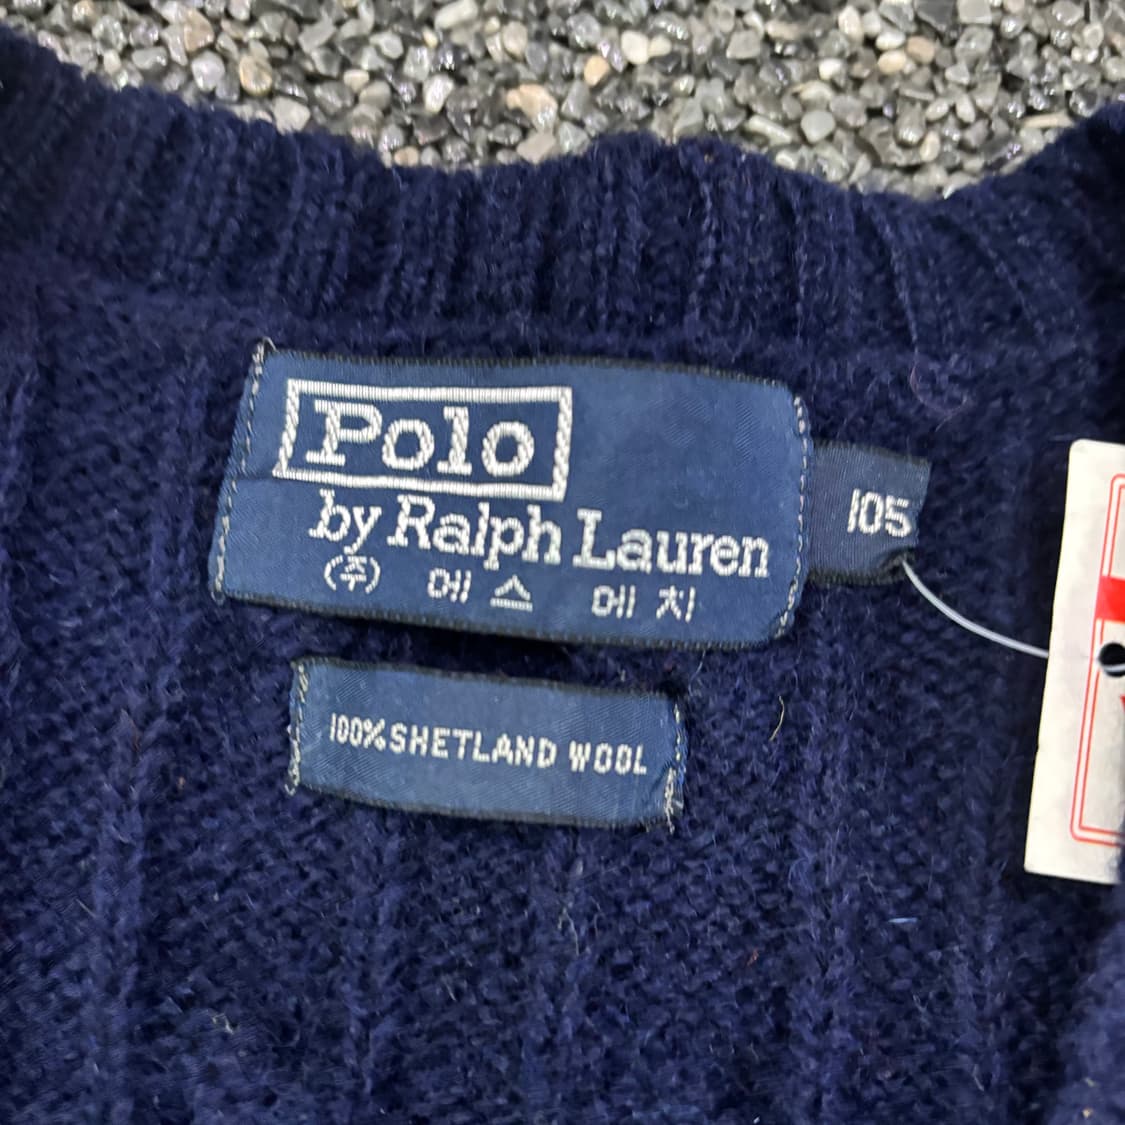 Polo
by Ralph Lauren
(주) 에스에치
105
100% SHETLAND WOOL